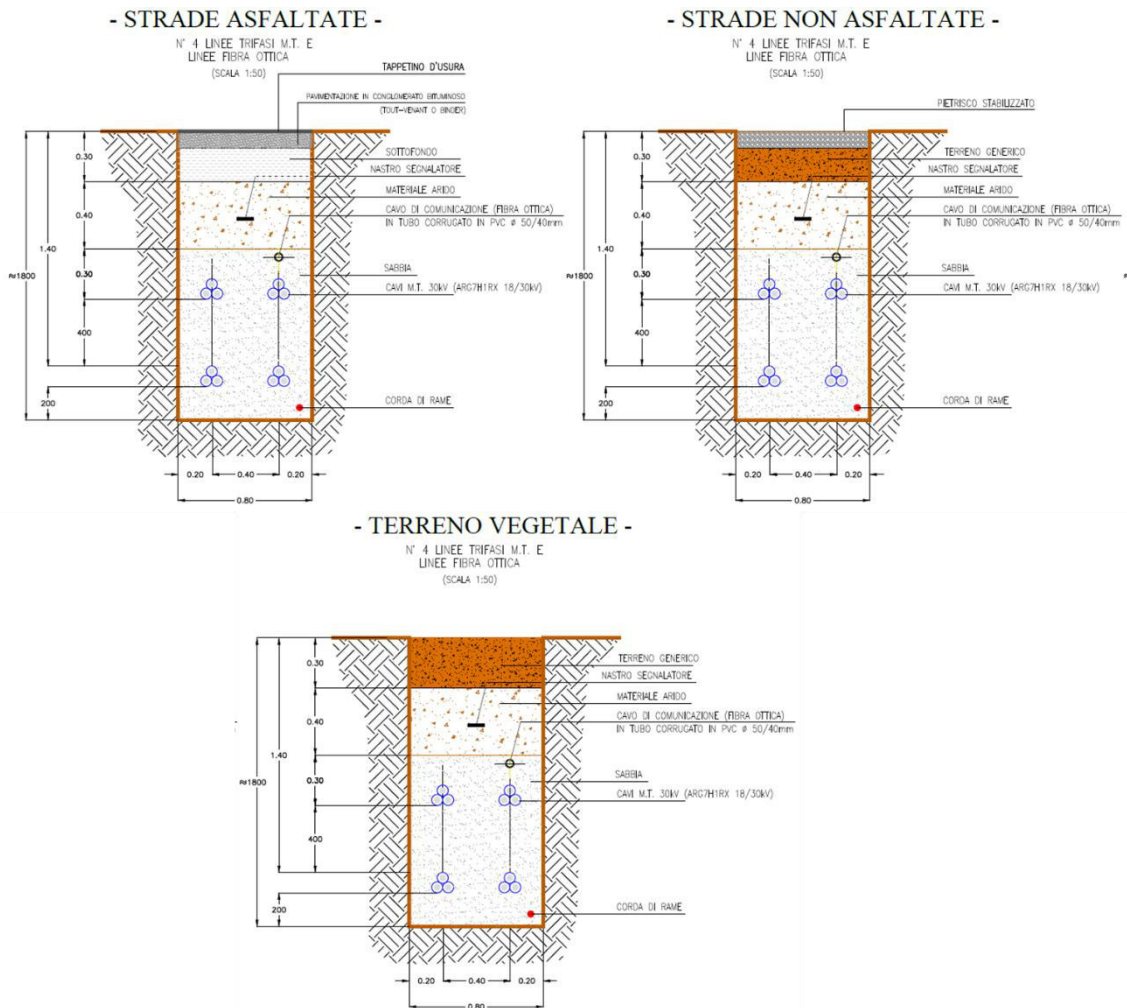 - STRADE ASFALTATE -
N° 4 LINEE TRIFASI M.T. E
LINEE FIBRA OTTICA
(SCALA 1:50)
TAPPETINO D'USURA
PAVIMENTAZIONE IN CONGLOMERATO BITUMINOSO
(TOUT-VENANT O BINDER)
SOTTOFONDO
NASTRO SEGNALATORE
MATERIALE ARIDO
CAVO DI COMUNICAZIONE (FIBRA OTTICA)
IN TUBO CORRUGATO IN PVC ø 50/40mm
SABBIA
CAVI M.T. 30kV (ARG7H1RX 18/30kV)
CORDA DI RAME
≈1800
1.40
0.30
0.40
0.30
400
200
0.20
0.40
0.20
0.80
- STRADE NON ASFALTATE -
N° 4 LINEE TRIFASI M.T. E
LINEE FIBRA OTTICA
(SCALA 1:50)
PIETRISCO STABILIZZATO
TERRENO GENERICO
NASTRO SEGNALATORE
MATERIALE ARIDO
CAVO DI COMUNICAZIONE (FIBRA OTTICA)
IN TUBO CORRUGATO IN PVC ø 50/40mm
SABBIA
CAVI M.T. 30kV (ARG7H1RX 18/30kV)
CORDA DI RAME
≈1800
1.40
0.30
0.40
0.30
400
200
0.20
0.40
0.20
0.80
- TERRENO VEGETALE -
N° 4 LINEE TRIFASI M.T. E
LINEE FIBRA OTTICA
(SCALA 1:50)
TERRENO GENERICO
NASTRO SEGNALATORE
MATERIALE ARIDO
CAVO DI COMUNICAZIONE (FIBRA OTTICA)
IN TUBO CORRUGATO IN PVC ø 50/40mm
SABBIA
CAVI M.T. 30kV (ARG7H1RX 18/30kV)
CORDA DI RAME
≈1800
1.40
0.30
0.40
0.30
400
200
0.20
0.40
0.20
0.80